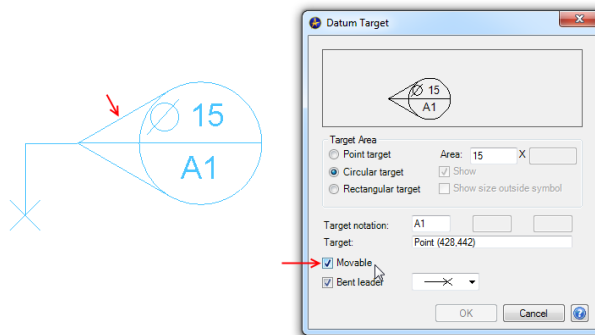 Ø 15
A1
Datum Target
Ø 15
A1
Target Area
Point target
Area: 15 X
Circular target
Show
Rectangular target
Show size outside symbol
Target notation: A1
Target: Point (428,442)
Movable
Bent leader
OK Cancel ?